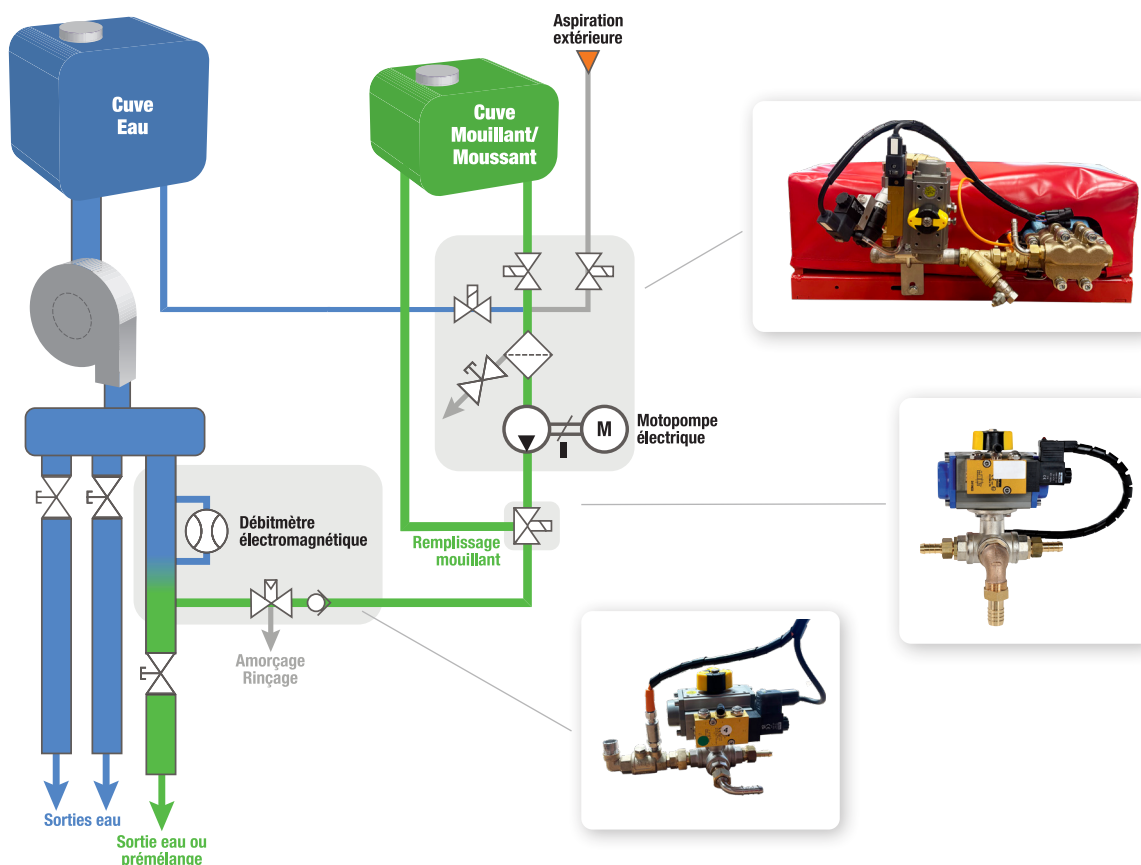 Aspiration
extérieure
Cuve
Eau
Cuve
Mouillant/
Moussant
M
Motopompe
électrique
Débitmètre
électromagnétique
Remplissage
mouillant
Amorçage
Rinçage
Sorties eau
Sortie eau ou
prémélange